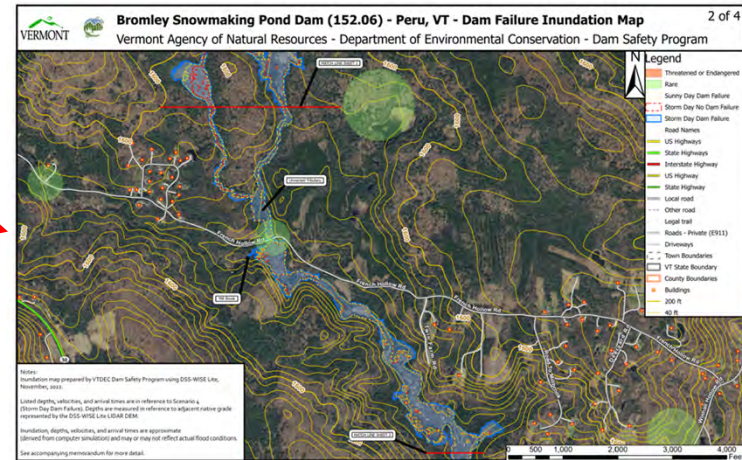 VERMONT
Bromley Snowmaking Pond Dam (152.06) - Peru, VT - Dam Failure Inundation Map
2 of 4
Vermont Agency of Natural Resources - Department of Environmental Conservation - Dam Safety Program
N
Legend
Threatened or Endangered
Rare
Sunny Day Dam Failure
Storm Day No Dam Failure
Storm Day Dam Failure
Road Names
US Highways
State Highways
Interstate Highway
US Highway
State Highway
Local road
Other road
Legal trail
Roads - Private (E911)
Driveways
Town Boundaries
VT State Boundary
County Boundaries
Buildings
200 ft
40 ft
French Hollow Rd
French Hollow Rd
French Hollow Rd
Notes:
Inundation map prepared by VTDEC Dam Safety Program using DSS-WISE Lite,
November, 2022.
Listed depths, velocities, and arrival times are in reference to Scenario 4
(Storm Day Dam Failure). Depths are measured in reference to adjacent native grade
represented by the DSS-WISE Lite LIDAR DEM.
Inundation, depths, velocities, and arrival times are approximate
(derived from computer simulation) and may or may not reflect actual flood conditions.
See accompanying memorandum for more detail.
0 500 1,000 2,000 3,000 4,000
Feet